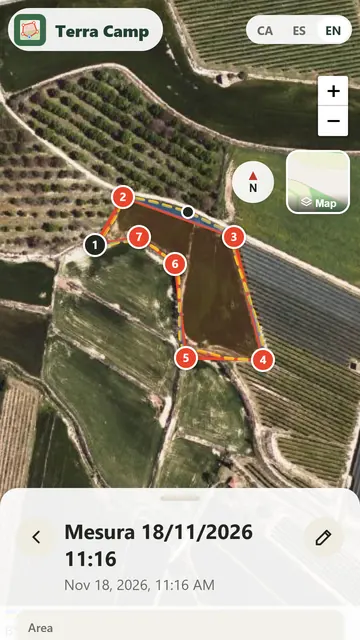 Terra Camp
CA ES EN
+
−
N
Map
2
1
7
3
6
5
4
Mesura 18/11/2026
11:16
Nov 18, 2026, 11:16 AM
Area